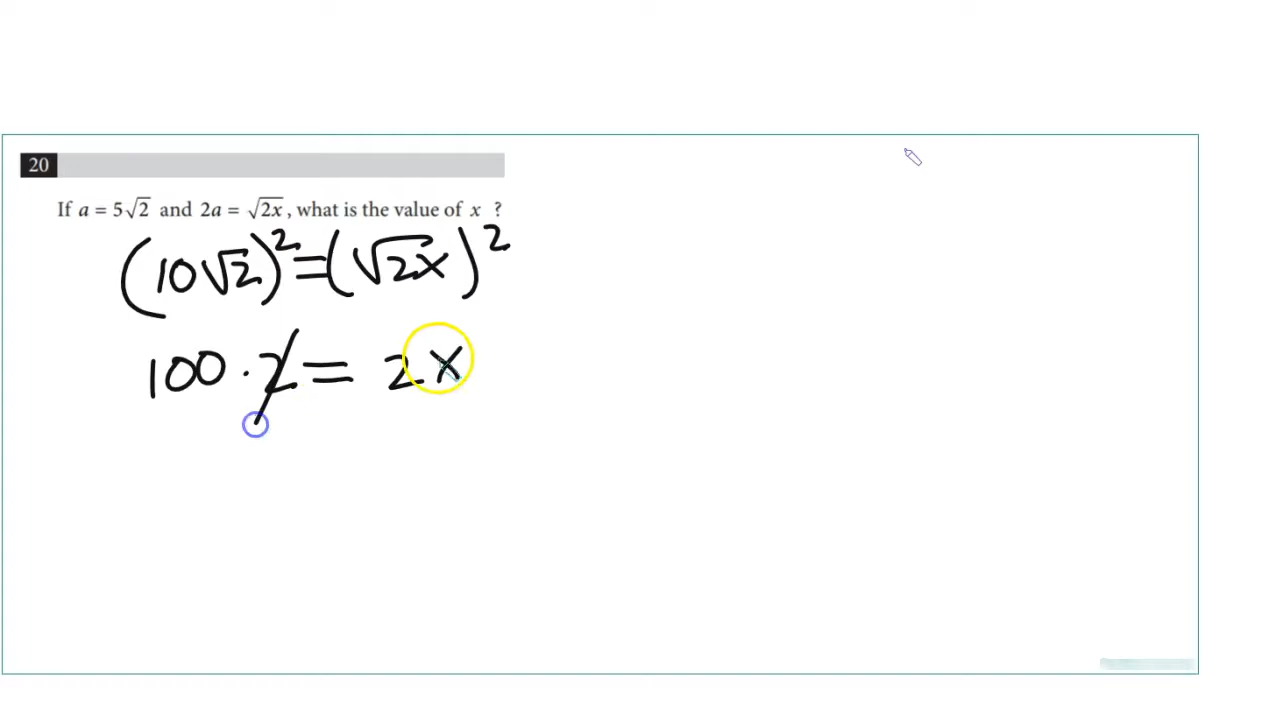 20
If a = 5√2 and 2a = √2x, what is the value of x ?
(10√2)² = (√2x)²
100 · 2 = 2x